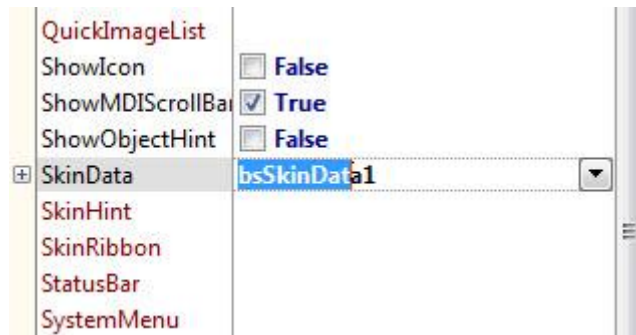 QuickImageList
ShowIcon False
ShowMDIScrollBar True
ShowObjectHint False
SkinData bsSkinData1
SkinHint
SkinRibbon
StatusBar
SystemMenu